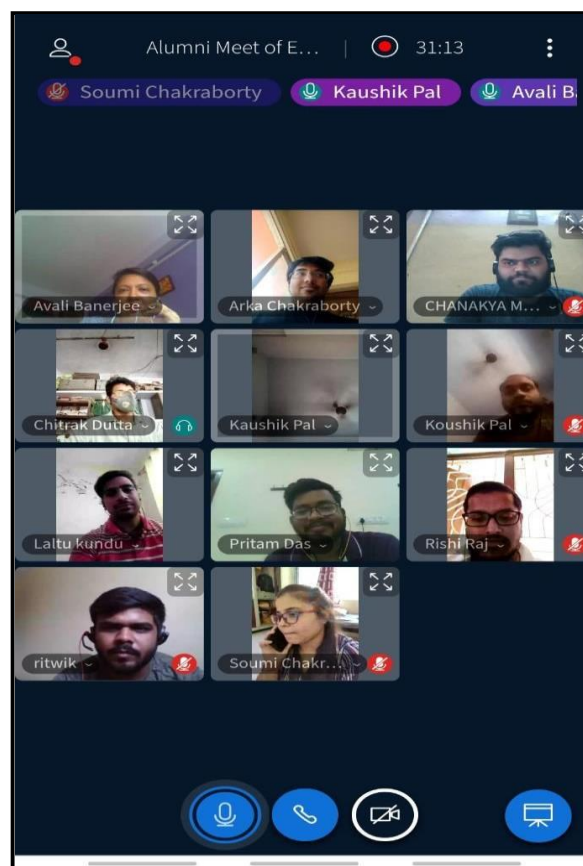 Alumni Meet of E... | 31:13
Soumi Chakraborty Kaushik Pal Avali B
Avali Banerjee Arka Chakraborty CHANAKYA M...
Chitrak Dutta Kaushik Pal Koushik Pal
Laltu kundu Pritam Das Rishi Raj
ritwik Soumi Chakr...